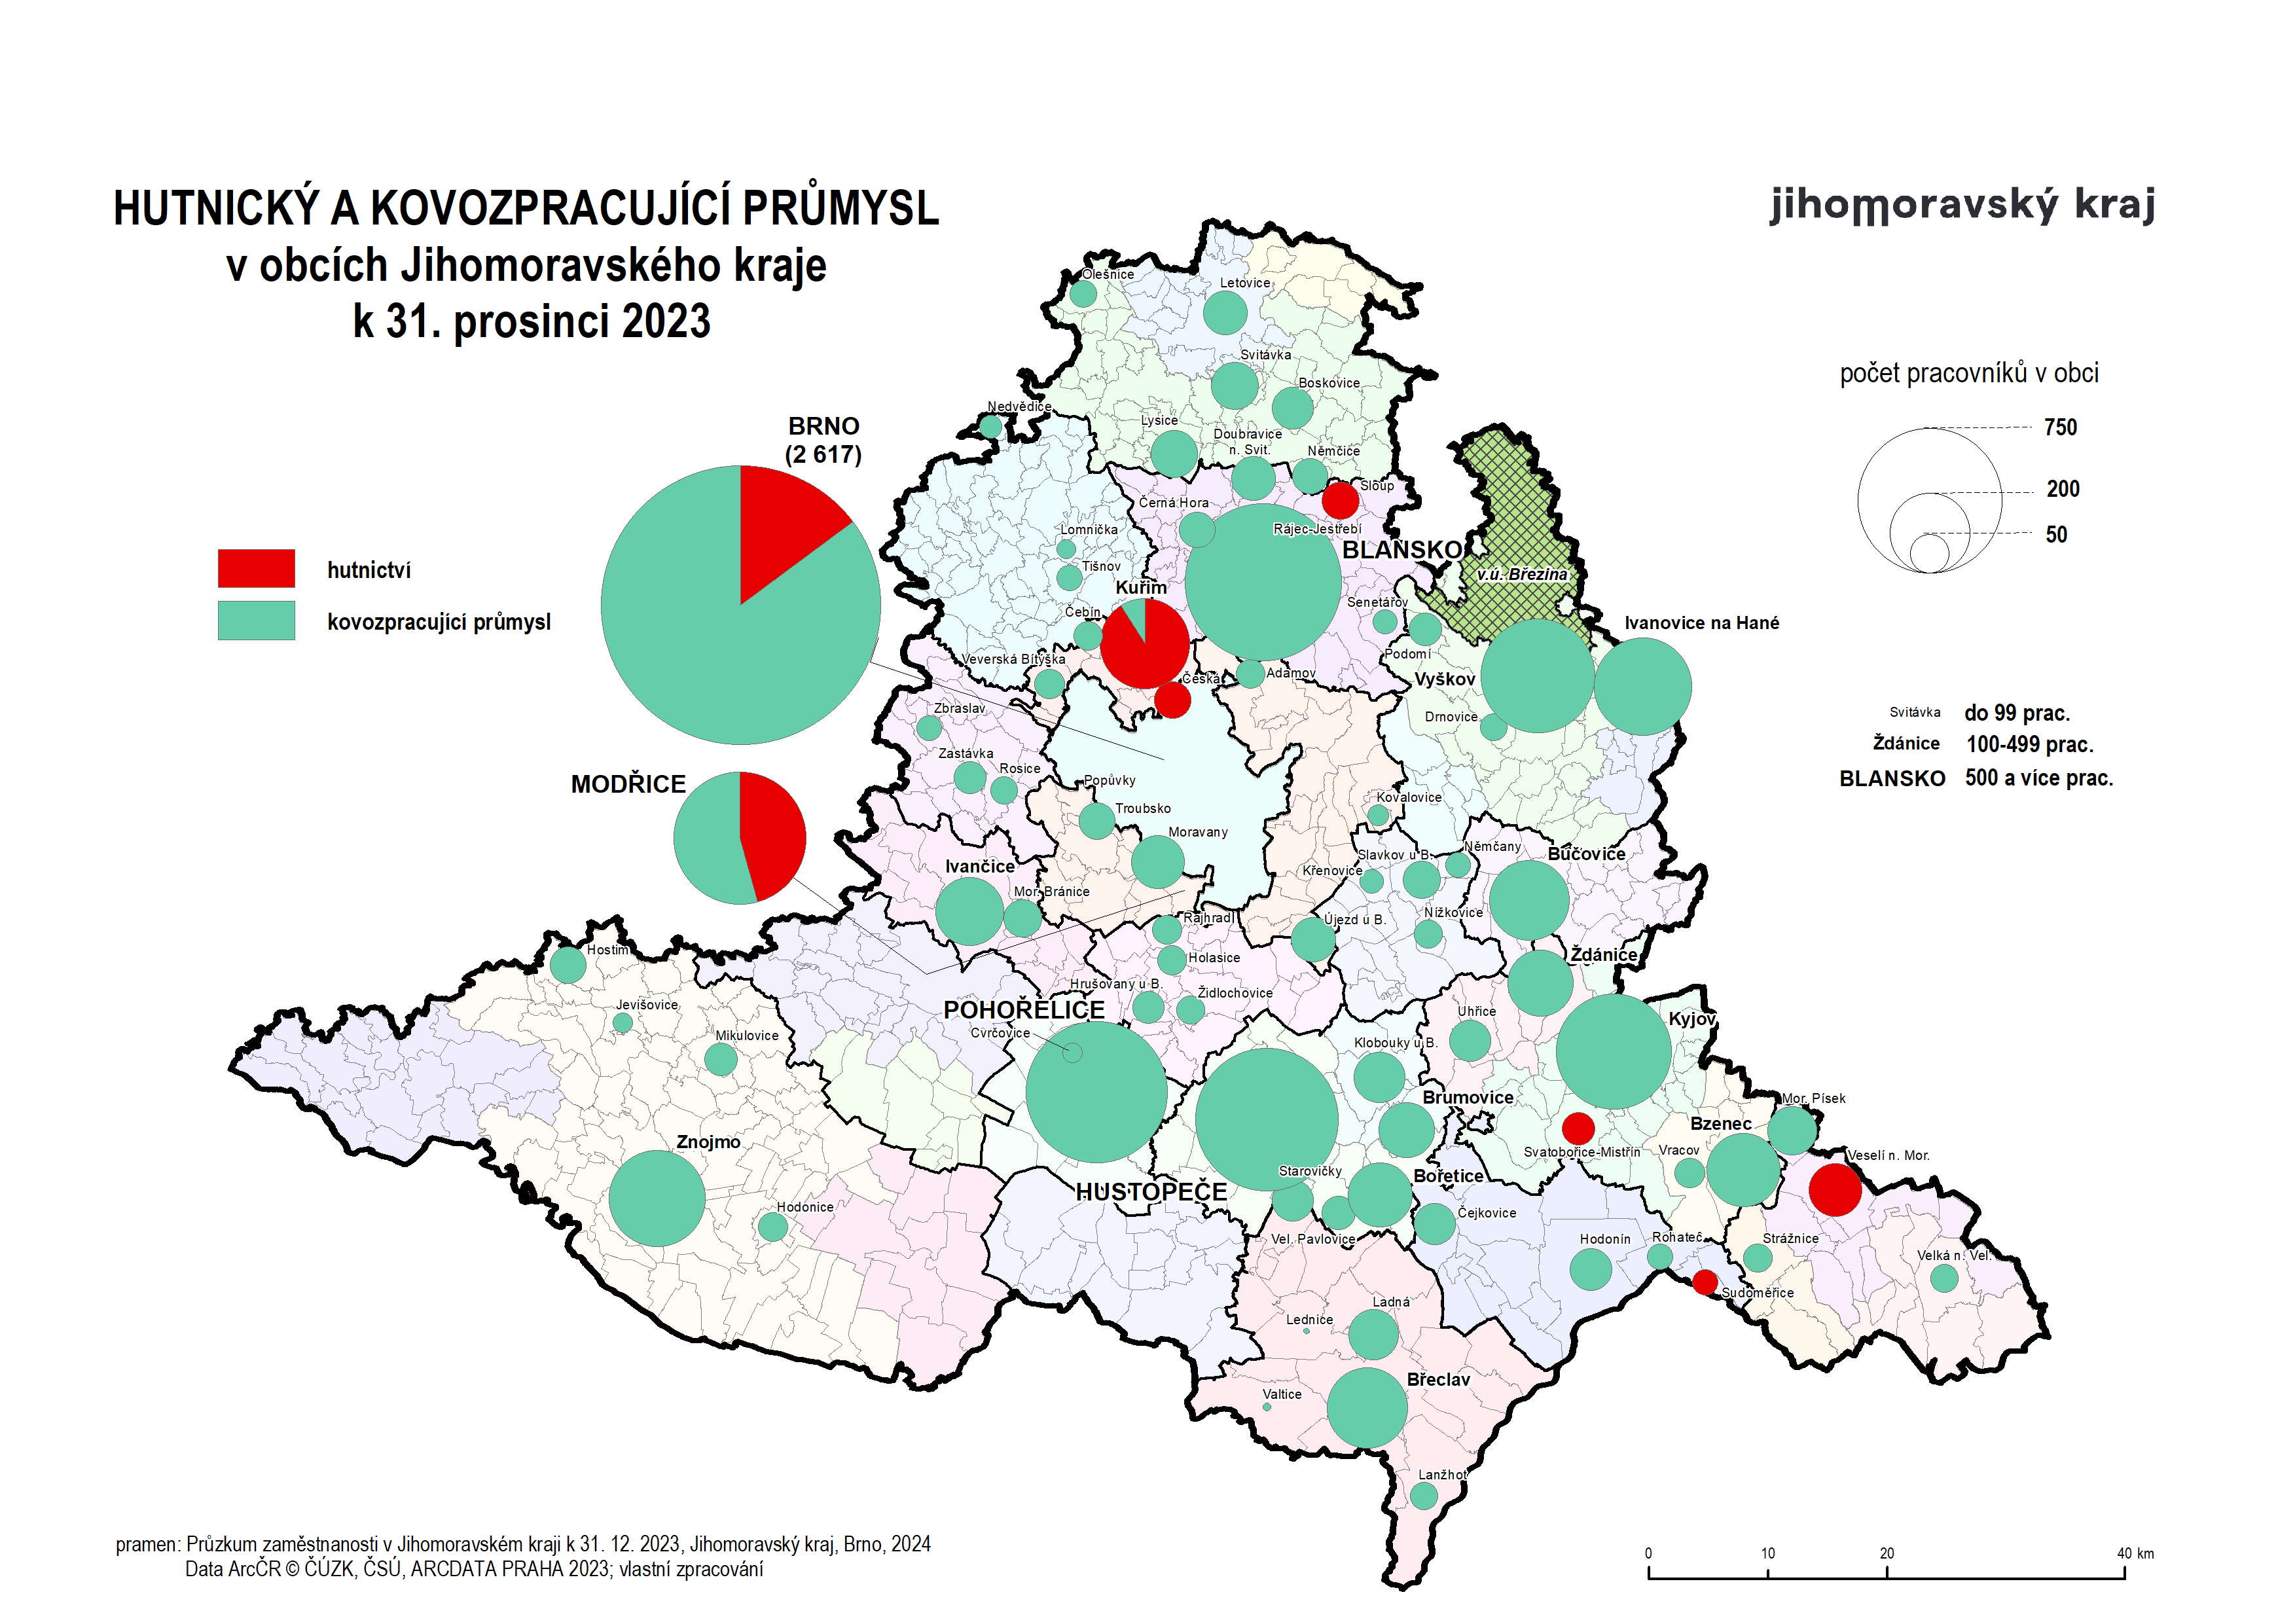 HUTNICKÝ A KOVOZPRACUJÍCÍ PRŮMYSL
v obcích Jihomoravského kraje
k 31. prosinci 2023
jihomoravský kraj
počet pracovníků v obci
750
200
50
Svitávka do 99 prac.
Ždánice 100-499 prac.
BLANSKO 500 a více prac.
hutnictví
kovozpracující průmysl
BRNO
(2 617)
MODŘICE
Olešnice
Letovice
Svitávka
Boskovice
Nedvědice
Lysice
Doubravice
n. Svit.
Němčice
Sloup
Černá Hora
Rájec-Jestřebí
BLANSKO
Lomnička
Tišnov
Kuřim
Čebín
v.ú. Březina
Senetářov
Podomí
Ivanovice na Hané
Veverská Bítýška
Česká
Adamov
Vyškov
Drnovice
Zbraslav
Zastávka
Rosice
Popůvky
Troubsko
Moravany
Kovalovice
Ivančice
Mor. Bránice
Slavkov u B.
Němčany
Bučovice
Křenovice
Nížkovice
Rajhrad
Újezd u B.
Ždánice
Hostim
Holasice
Jevišovice
Hrušovany u B.
Židlochovice
POHOŘELICE
Cvrčovice
Mikulovice
Uhřice
Kyjov
Klobouky u B.
Brumovice
Mor. Písek
Bzenec
Znojmo
Svatobořice-Mistřín
Vracov
Veselí n. Mor.
Starovičky
Bořetice
HUSTOPEČE
Hodonice
Čejkovice
Vel. Pavlovice
Hodonín
Rohatec
Strážnice
Velká n. Vel.
Sudoměřice
Ladná
Lednice
Břeclav
Valtice
Lanžhot
pramen: Průzkum zaměstnanosti v Jihomoravském kraji k 31. 12. 2023, Jihomoravský kraj, Brno, 2024
Data ArcČR © ČÚZK, ČSÚ, ARCDATA PRAHA 2023; vlastní zpracování
0 10 20 40 km